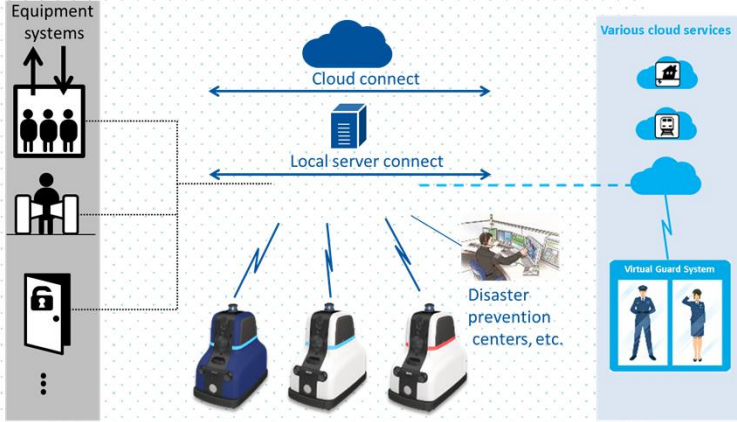 Equipment
systems
Cloud connect
Local server connect
Disaster
prevention
centers, etc.
Various cloud services
Virtual Guard System